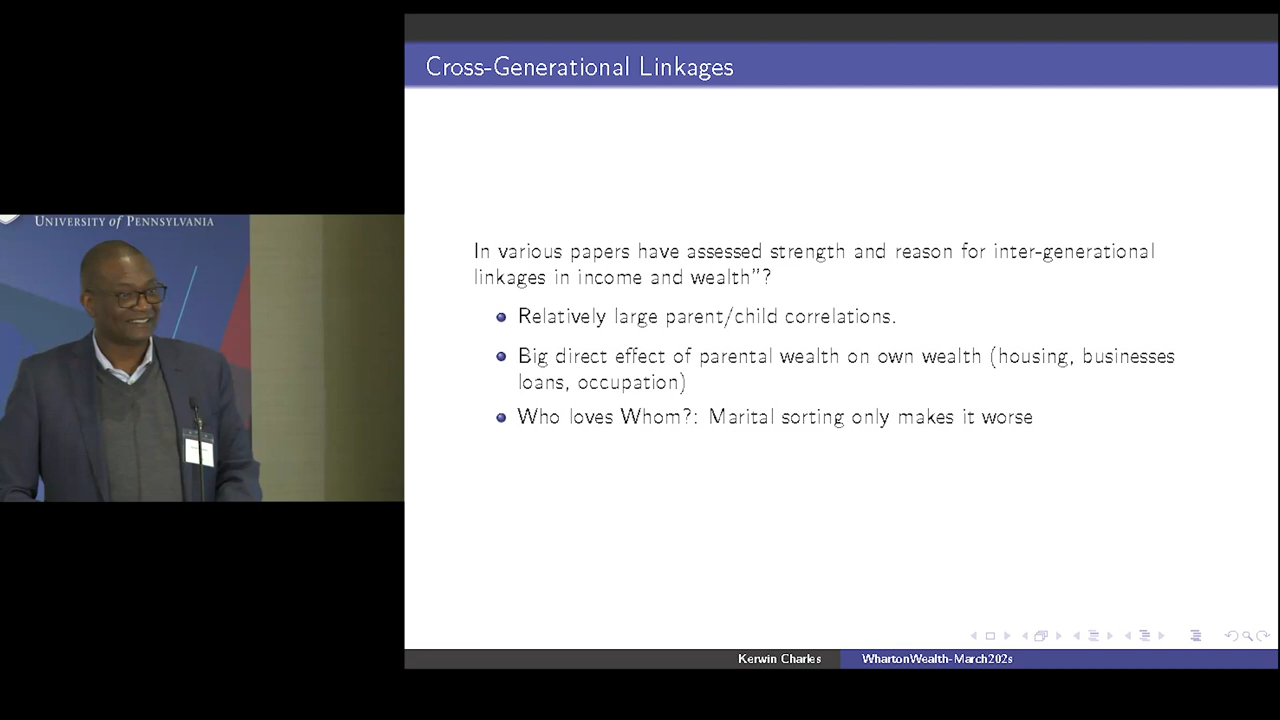 Cross-Generational Linkages
UNIVERSITY of PENNSYLVANIA
In various papers have assessed strength and reason for inter-generational
linkages in income and wealth"?
Relatively large parent/child correlations.
Big direct effect of parental wealth on own wealth (housing, businesses
loans, occupation)
Who loves Whom?: Marital sorting only makes it worse
Kerwin Charles
WhartonWealth-March202s